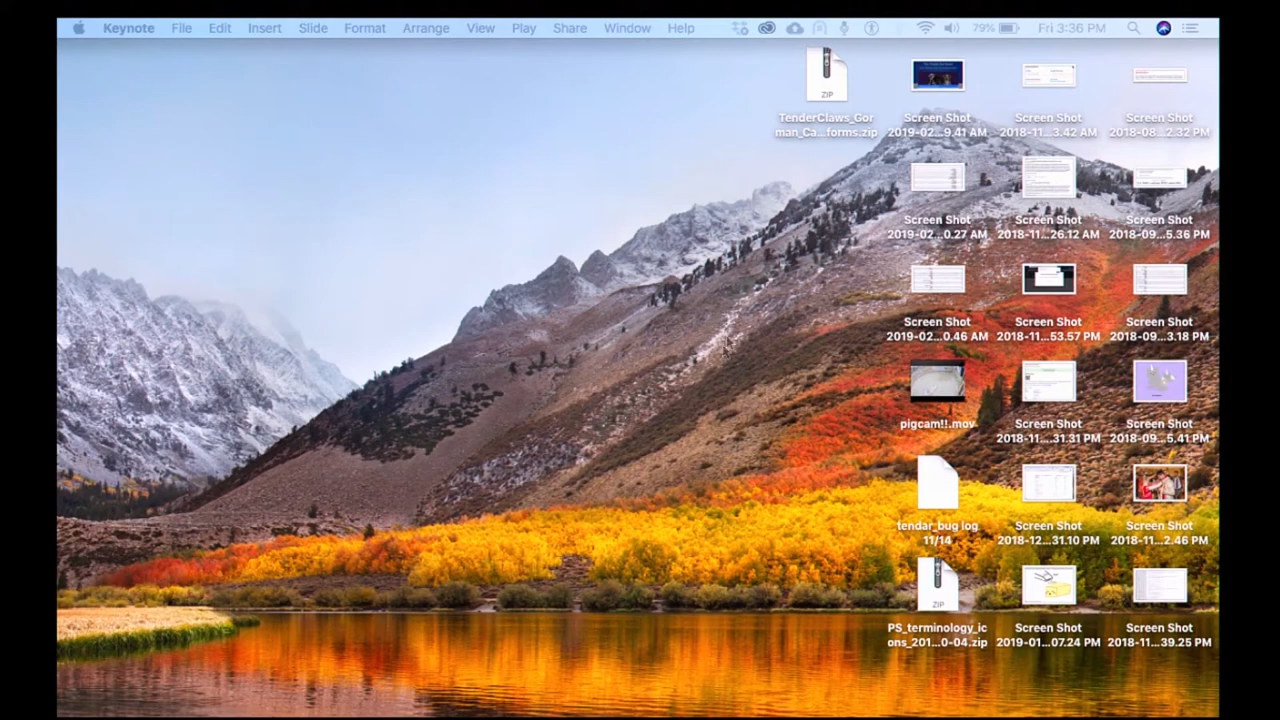 Keynote File Edit Insert Slide Format Arrange View Play Share Window Help 79% Fri 3:36 PM
ZIP
TenderClaws_Gor
man_Ca...forms.zip
Screen Shot
2019-02...9.41 AM
Screen Shot
2018-11...3.42 AM
Screen Shot
2018-08...2.32 PM
Screen Shot
2019-02...0.27 AM
Screen Shot
2018-11...26.12 AM
Screen Shot
2018-09...5.36 PM
Screen Shot
2019-02...0.46 AM
Screen Shot
2018-11...53.57 PM
Screen Shot
2018-09...3.18 PM
pigcam!!.mov
Screen Shot
2018-11....31.31 PM
Screen Shot
2018-09...5.41 PM
tendar_bug log
11/14
Screen Shot
2018-12....31.10 PM
Screen Shot
2018-11...2.46 PM
ZIP
PS_terminology_ic
ons_201...0-04.zip
Screen Shot
2019-01....07.24 PM
Screen Shot
2018-11...39.25 PM